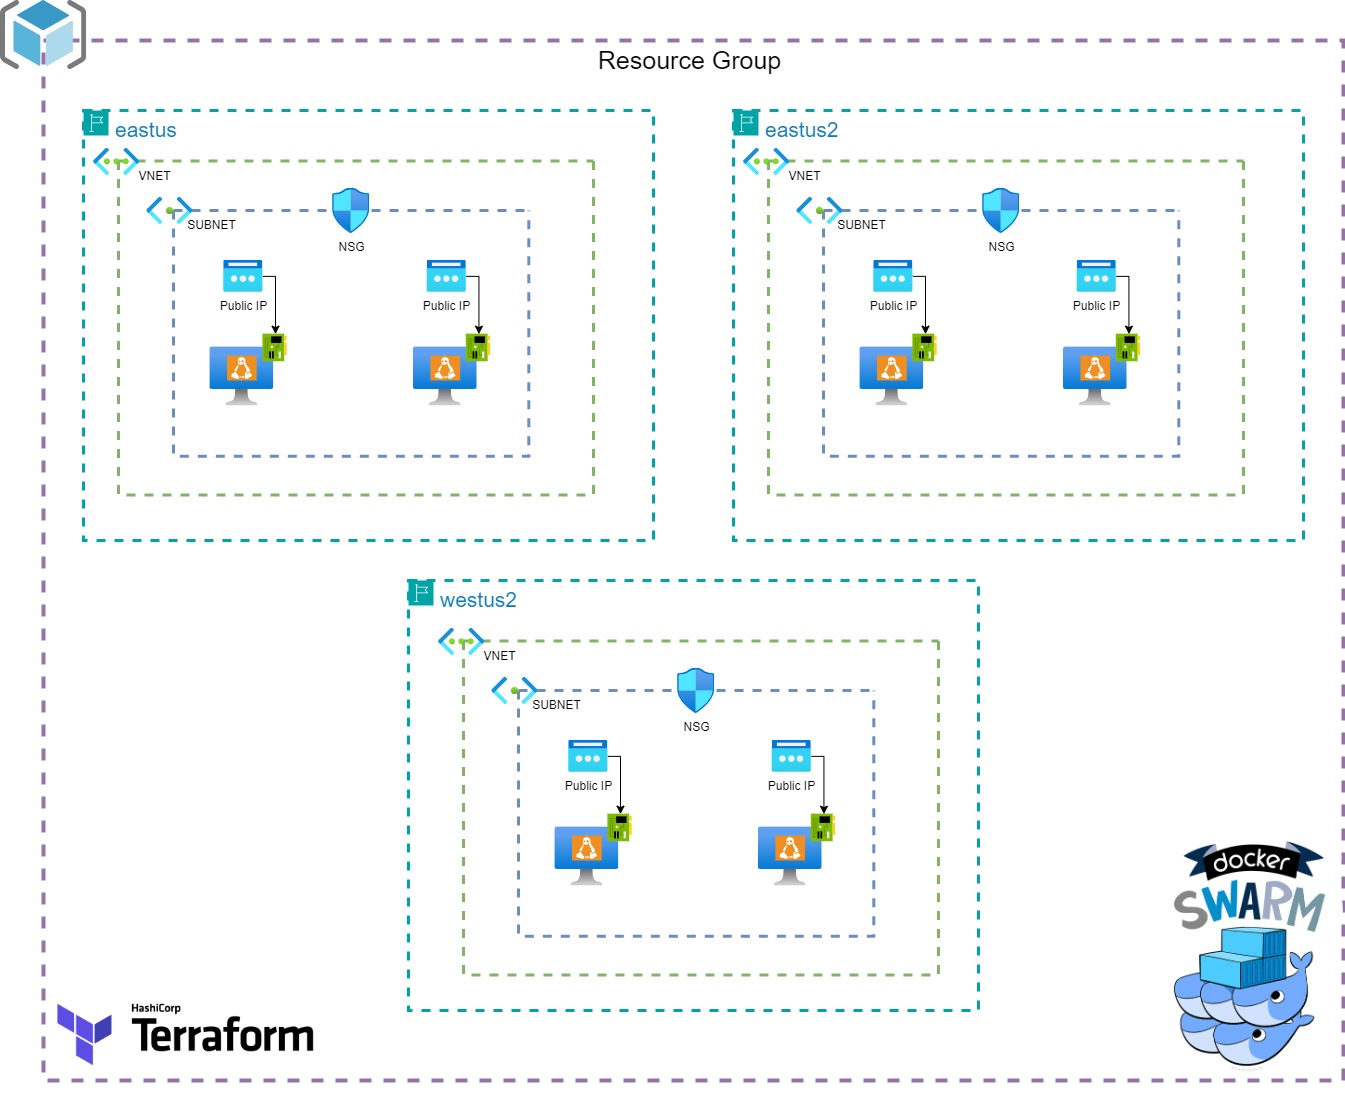 Resource Group
eastus
VNET
SUBNET
NSG
Public IP
Public IP
eastus2
VNET
SUBNET
NSG
Public IP
Public IP
westus2
VNET
SUBNET
NSG
Public IP
Public IP
HashiCorp
Terraform
docker
SWARM